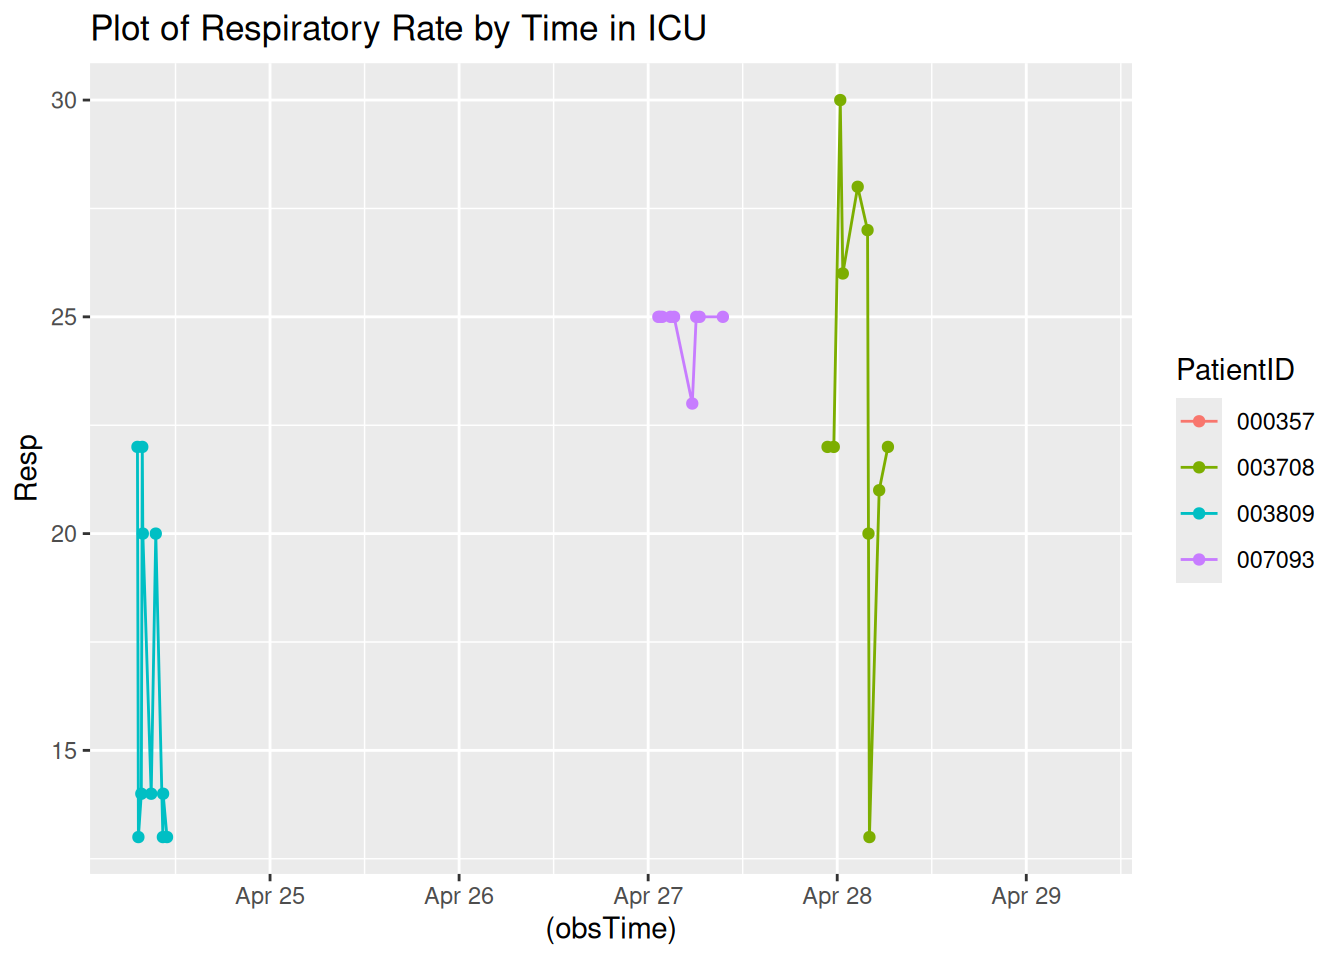 Plot of Respiratory Rate by Time in ICU
30
25
20
15
Resp
Apr 25
Apr 26
Apr 27
Apr 28
Apr 29
(obsTime)
PatientID
000357
003708
003809
007093